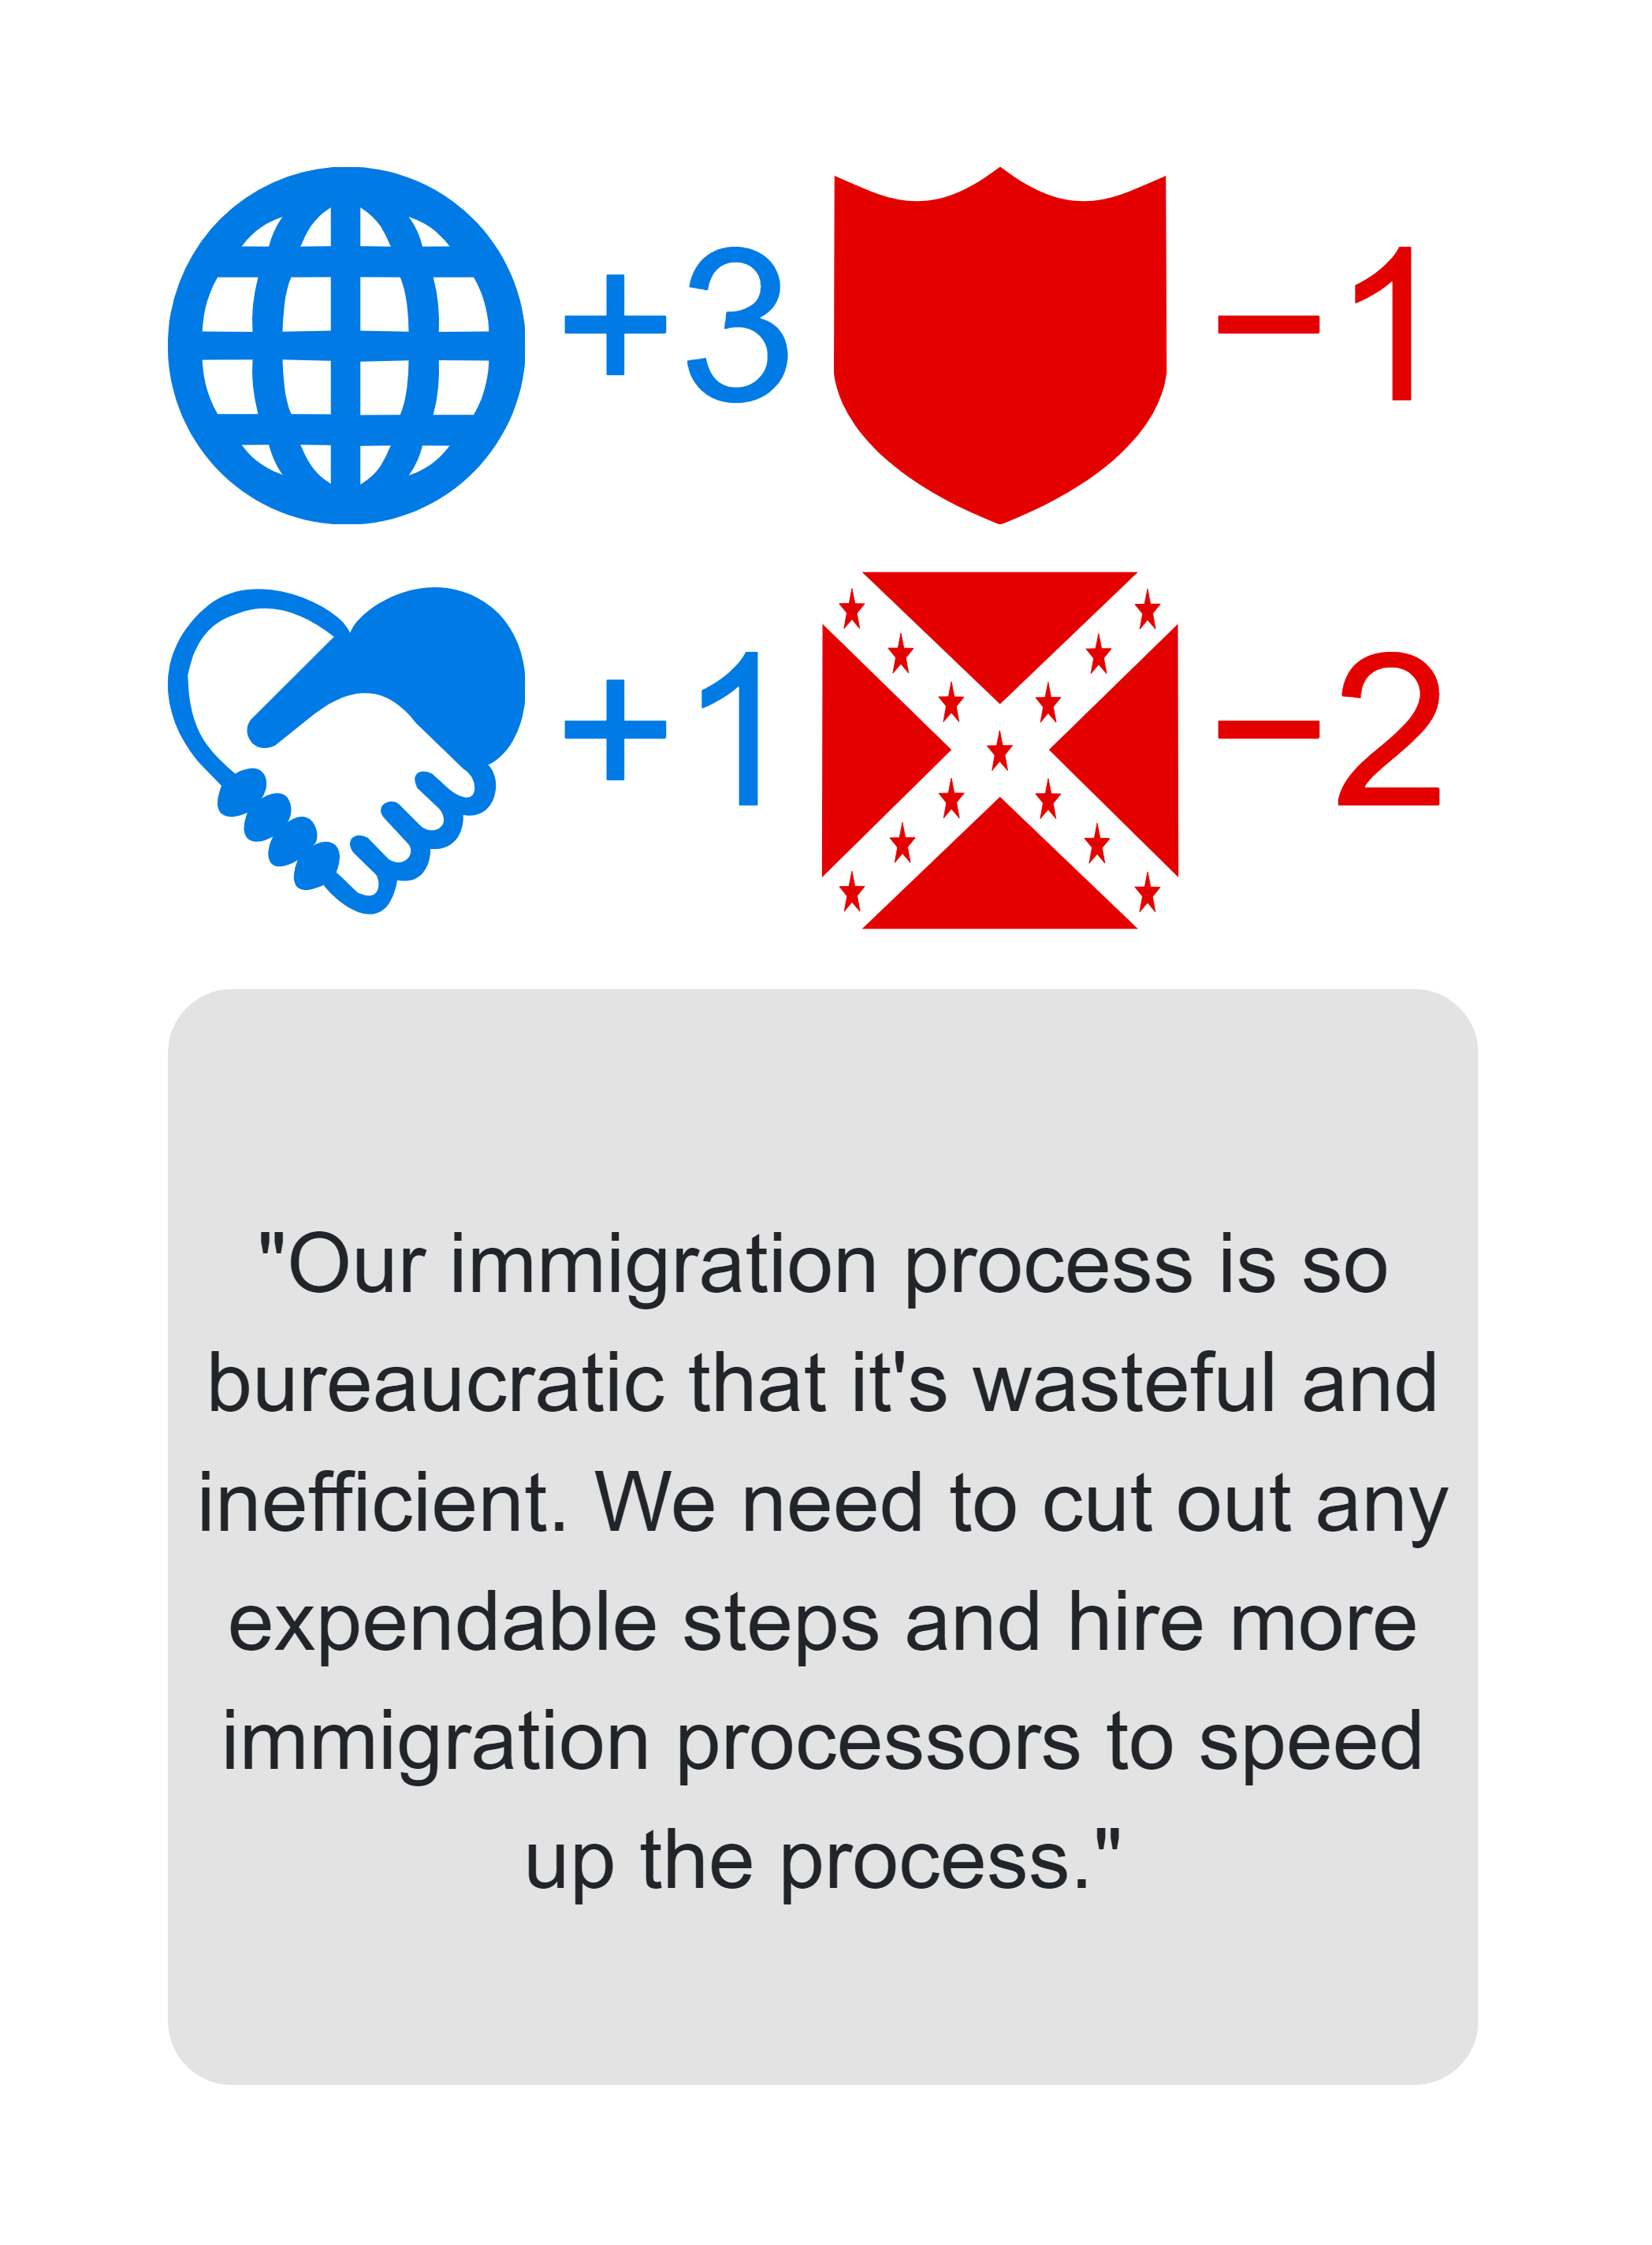 +3 −1
+1 −2
"Our immigration process is so
bureaucratic that it's wasteful and
inefficient. We need to cut out any
expendable steps and hire more
immigration processors to speed
up the process."